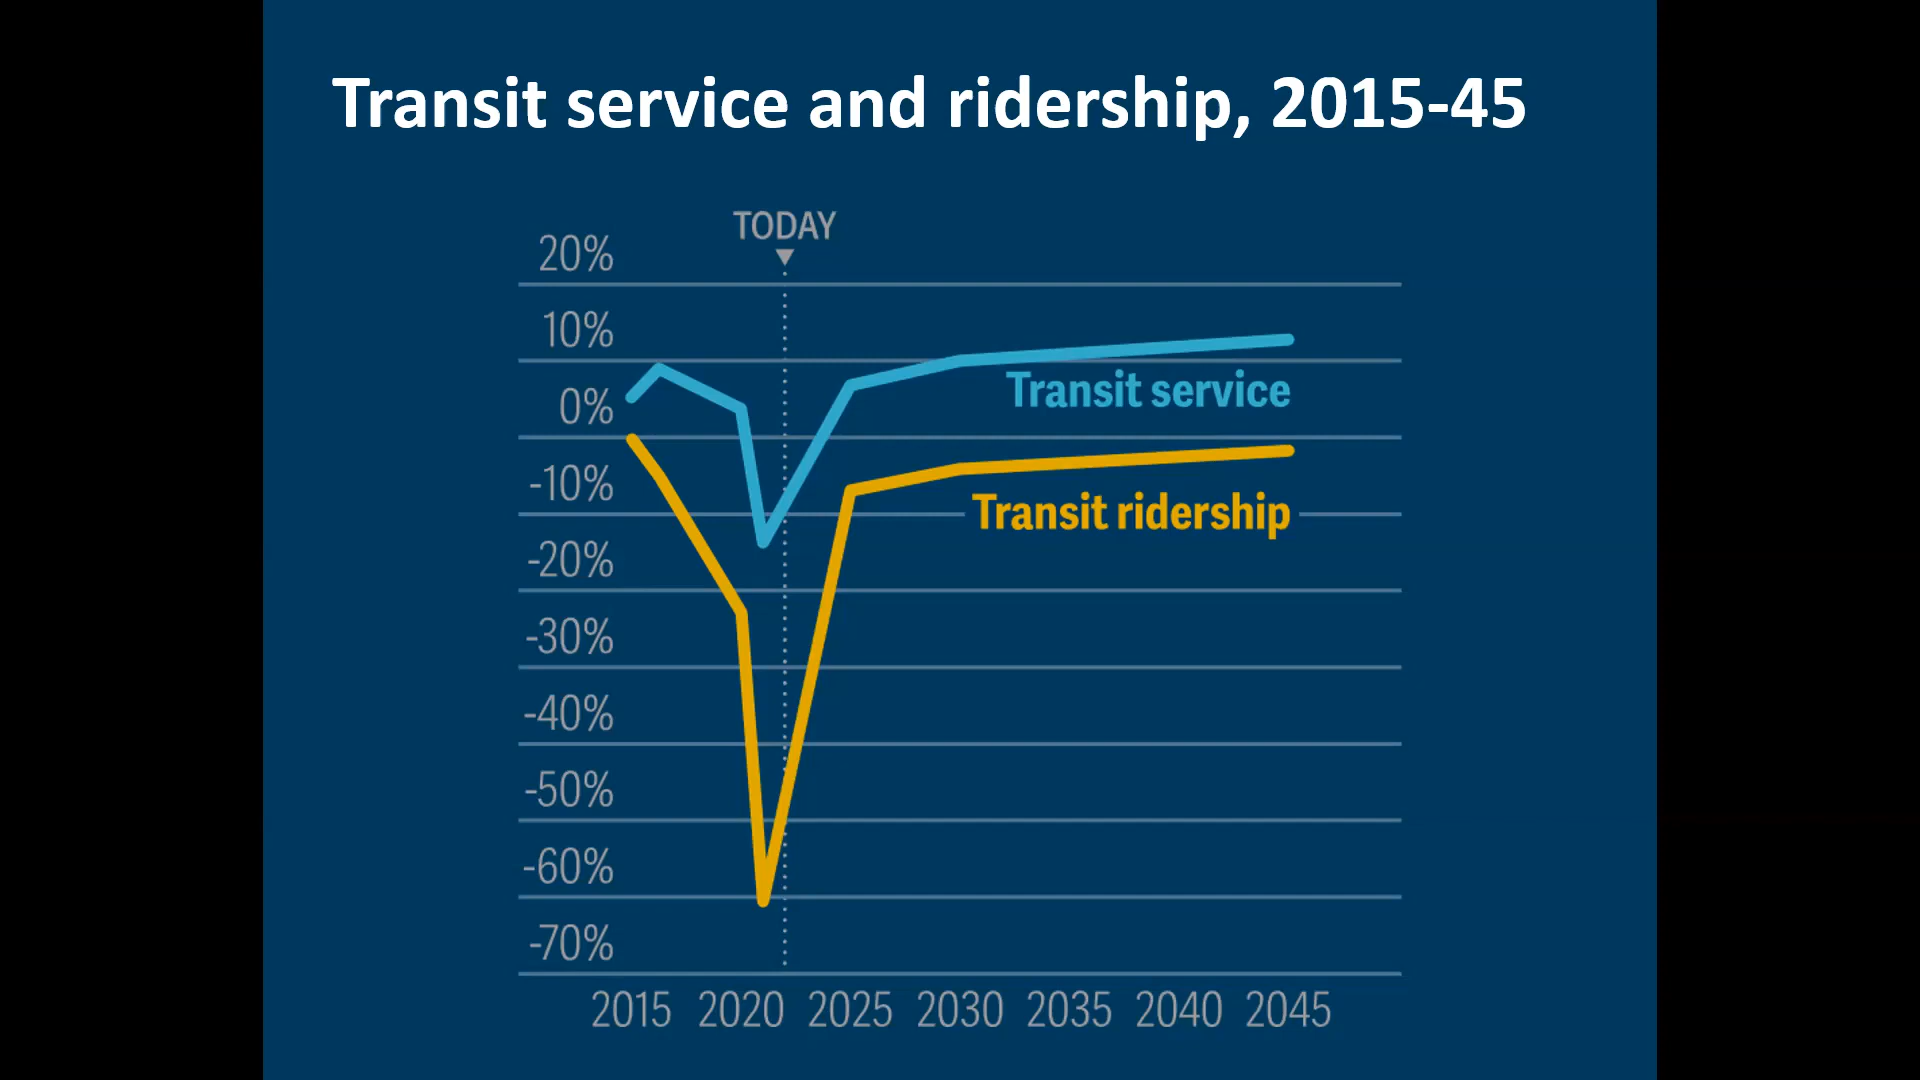 Transit service and ridership, 2015-45
TODAY
20%
10%
0%
Transit service
-10%
Transit ridership
-20%
-30%
-40%
-50%
-60%
-70%
2015 2020 2025 2030 2035 2040 2045